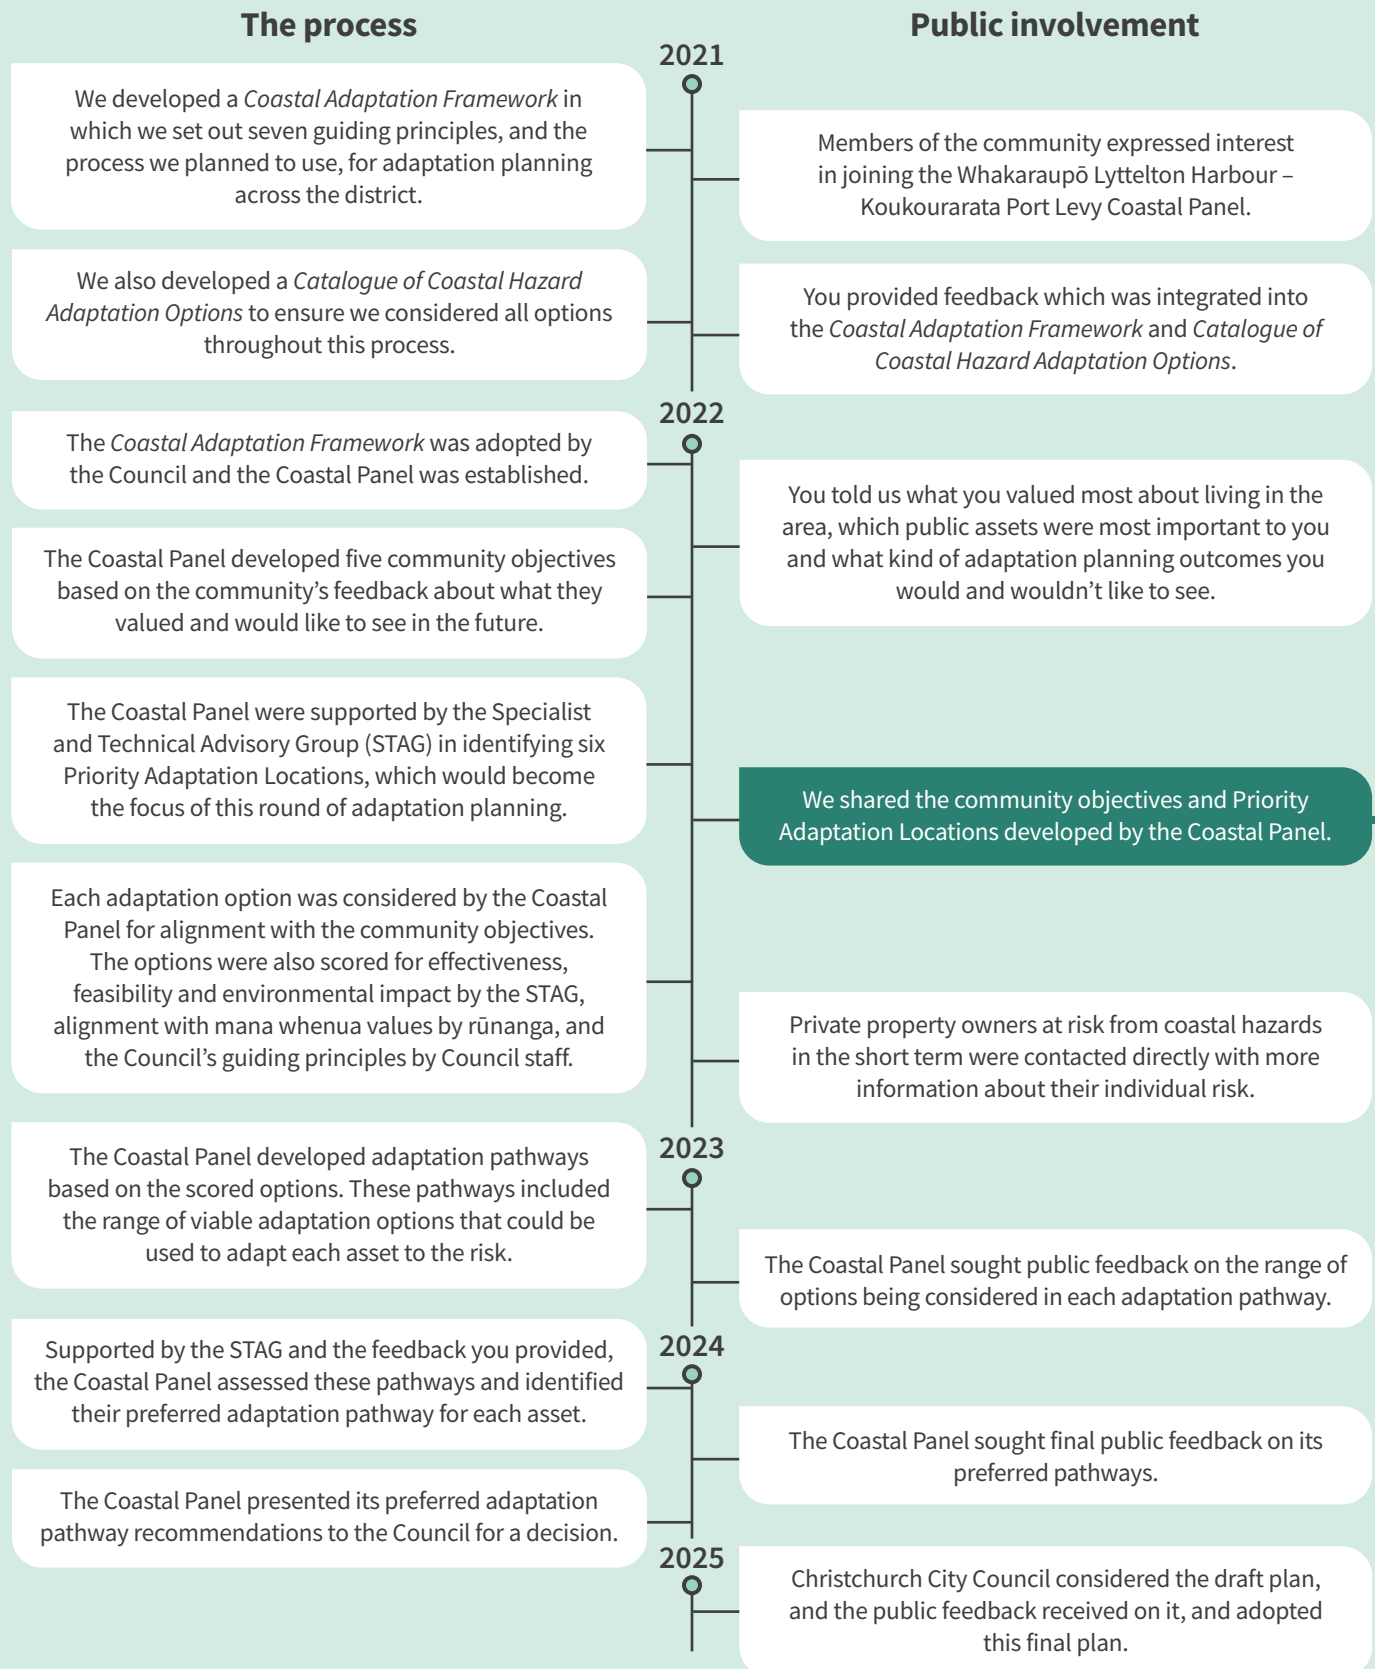 The process
Public involvement
2021
We developed a Coastal Adaptation Framework in
which we set out seven guiding principles, and the
process we planned to use, for adaptation planning
across the district.
Members of the community expressed interest
in joining the Whakaraupō Lyttelton Harbour –
Koukourarata Port Levy Coastal Panel.
We also developed a Catalogue of Coastal Hazard
Adaptation Options to ensure we considered all options
throughout this process.
You provided feedback which was integrated into
the Coastal Adaptation Framework and Catalogue of
Coastal Hazard Adaptation Options.
2022
The Coastal Adaptation Framework was adopted by
the Council and the Coastal Panel was established.
You told us what you valued most about living in the
area, which public assets were most important to you
and what kind of adaptation planning outcomes you
would and wouldn’t like to see.
The Coastal Panel developed five community objectives
based on the community’s feedback about what they
valued and would like to see in the future.
The Coastal Panel were supported by the Specialist
and Technical Advisory Group (STAG) in identifying six
Priority Adaptation Locations, which would become
the focus of this round of adaptation planning.
We shared the community objectives and Priority
Adaptation Locations developed by the Coastal Panel.
Each adaptation option was considered by the Coastal
Panel for alignment with the community objectives.
The options were also scored for effectiveness,
feasibility and environmental impact by the STAG,
alignment with mana whenua values by rūnanga, and
the Council’s guiding principles by Council staff.
Private property owners at risk from coastal hazards
in the short term were contacted directly with more
information about their individual risk.
2023
The Coastal Panel developed adaptation pathways
based on the scored options. These pathways included
the range of viable adaptation options that could be
used to adapt each asset to the risk.
The Coastal Panel sought public feedback on the range of
options being considered in each adaptation pathway.
2024
Supported by the STAG and the feedback you provided,
the Coastal Panel assessed these pathways and identified
their preferred adaptation pathway for each asset.
The Coastal Panel sought final public feedback on its
preferred pathways.
The Coastal Panel presented its preferred adaptation
pathway recommendations to the Council for a decision.
2025
Christchurch City Council considered the draft plan,
and the public feedback received on it, and adopted
this final plan.